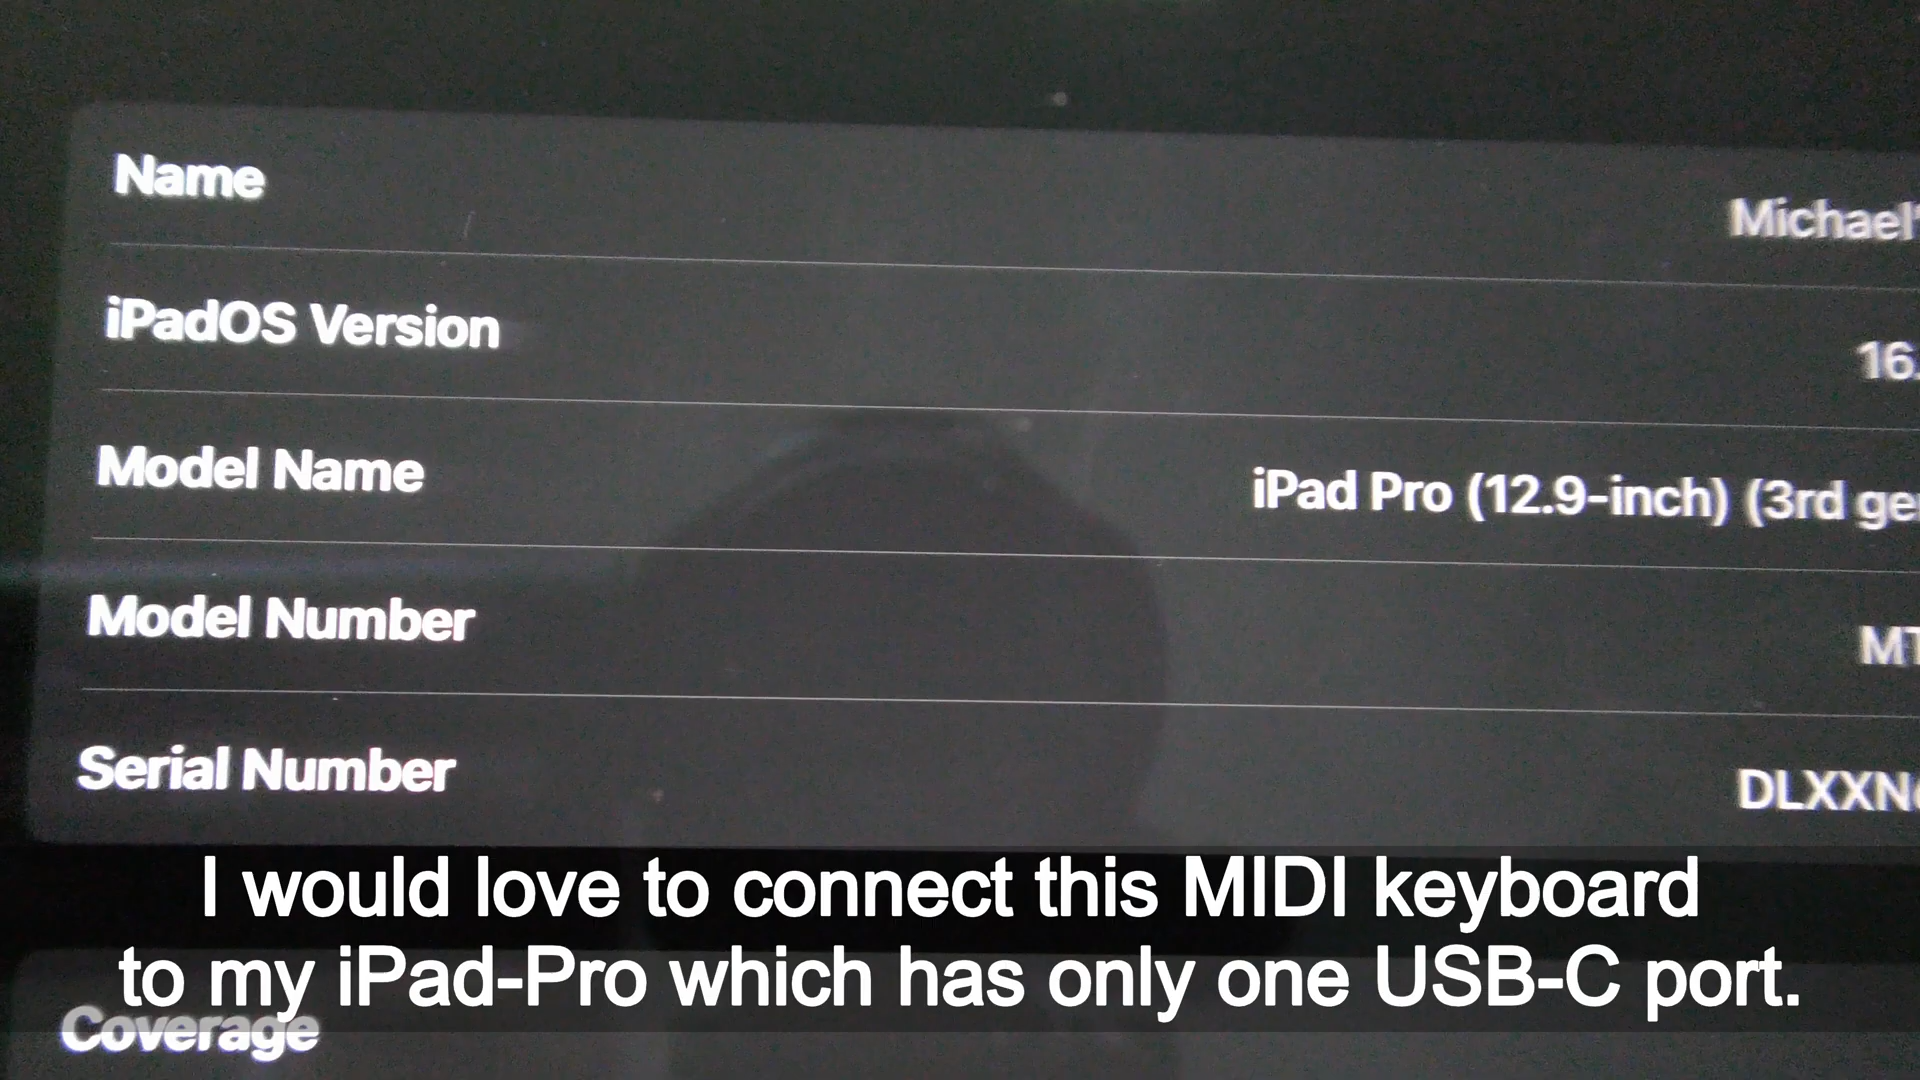 Name
Michael'
iPadOS Version
16.
Model Name
iPad Pro (12.9-inch) (3rd ge
Model Number
MT
Serial Number
DLXXN
I would love to connect this MIDI keyboard
to my iPad-Pro which has only one USB-C port.
Coverage